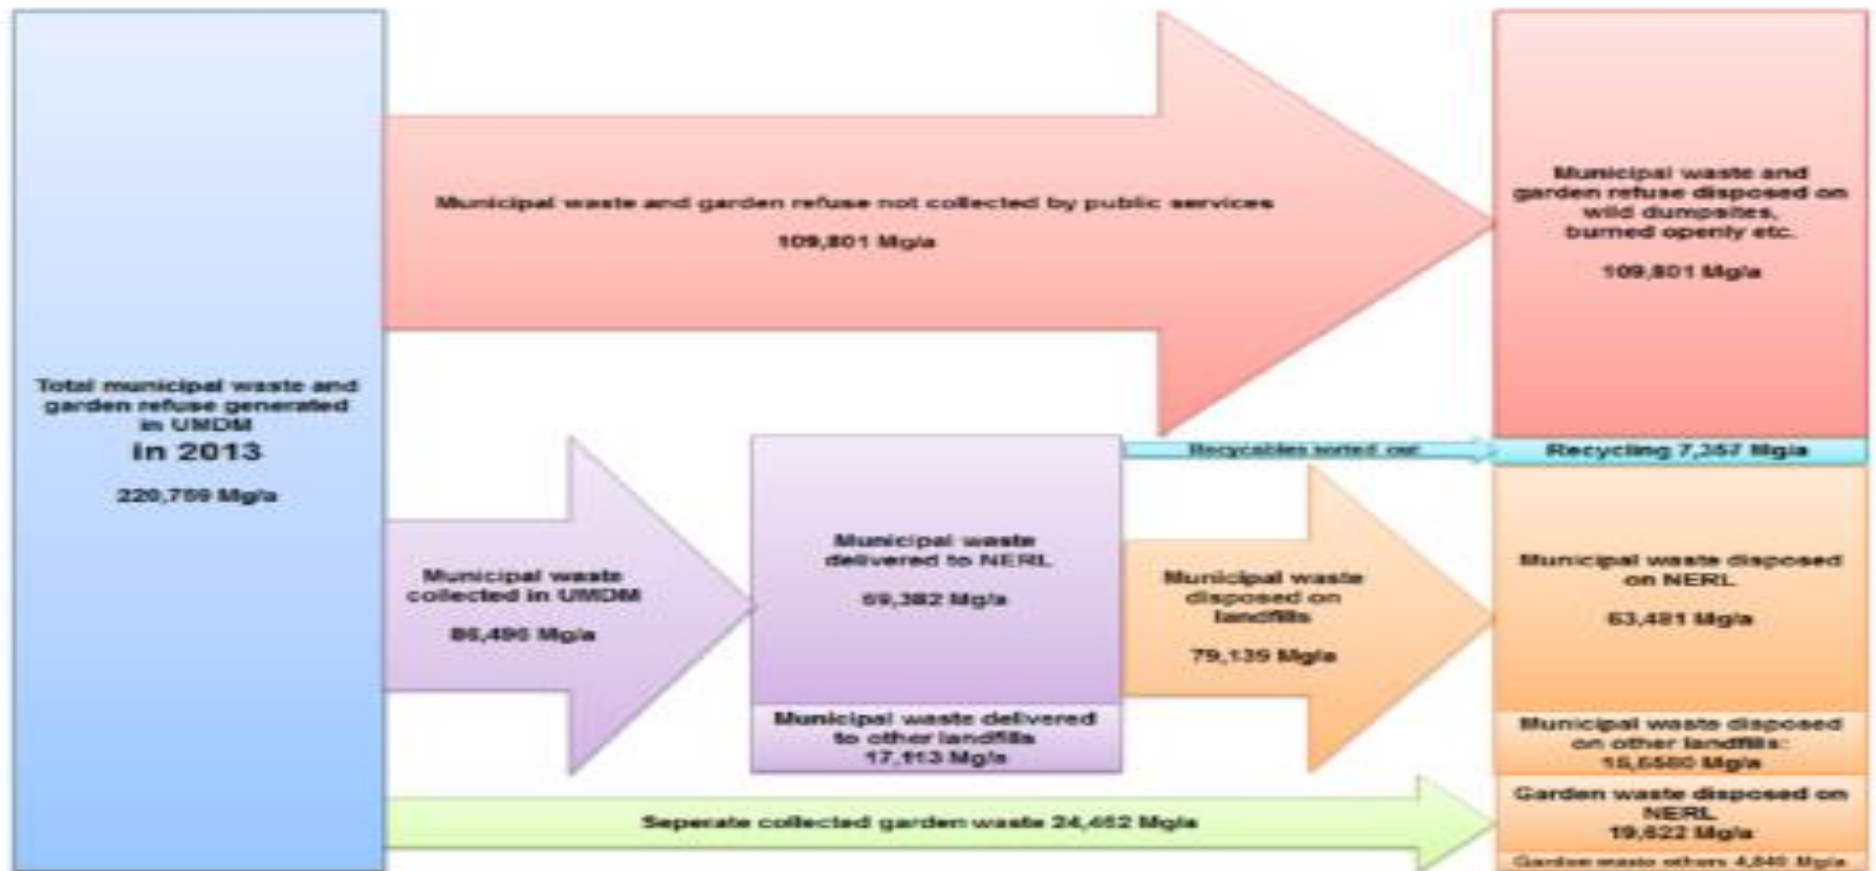 Total municipal waste and
garden refuse generated
in UMDM
in 2013
220,759 Mg/a
Municipal waste and garden refuse not collected by public services
109,801 Mg/a
Municipal waste and
garden refuse disposed on
wild dumpsites,
burned openly etc.
109,801 Mg/a
Municipal waste
collected in UMDM
86,496 Mg/a
Municipal waste
delivered to NERL
69,382 Mg/a
Municipal waste delivered
to other landfills
17,113 Mg/a
Recycables sorted out
Recycling 7,357 Mg/a
Municipal waste
disposed on
landfills
79,139 Mg/a
Municipal waste disposed
on NERL
63,481 Mg/a
Municipal waste disposed
on other landfills:
Mg/a
Seperate collected garden waste 24,462 Mg/a
Garden waste disposed on
NERL
19,622 Mg/a
Garden waste others 4,840 Mg/a